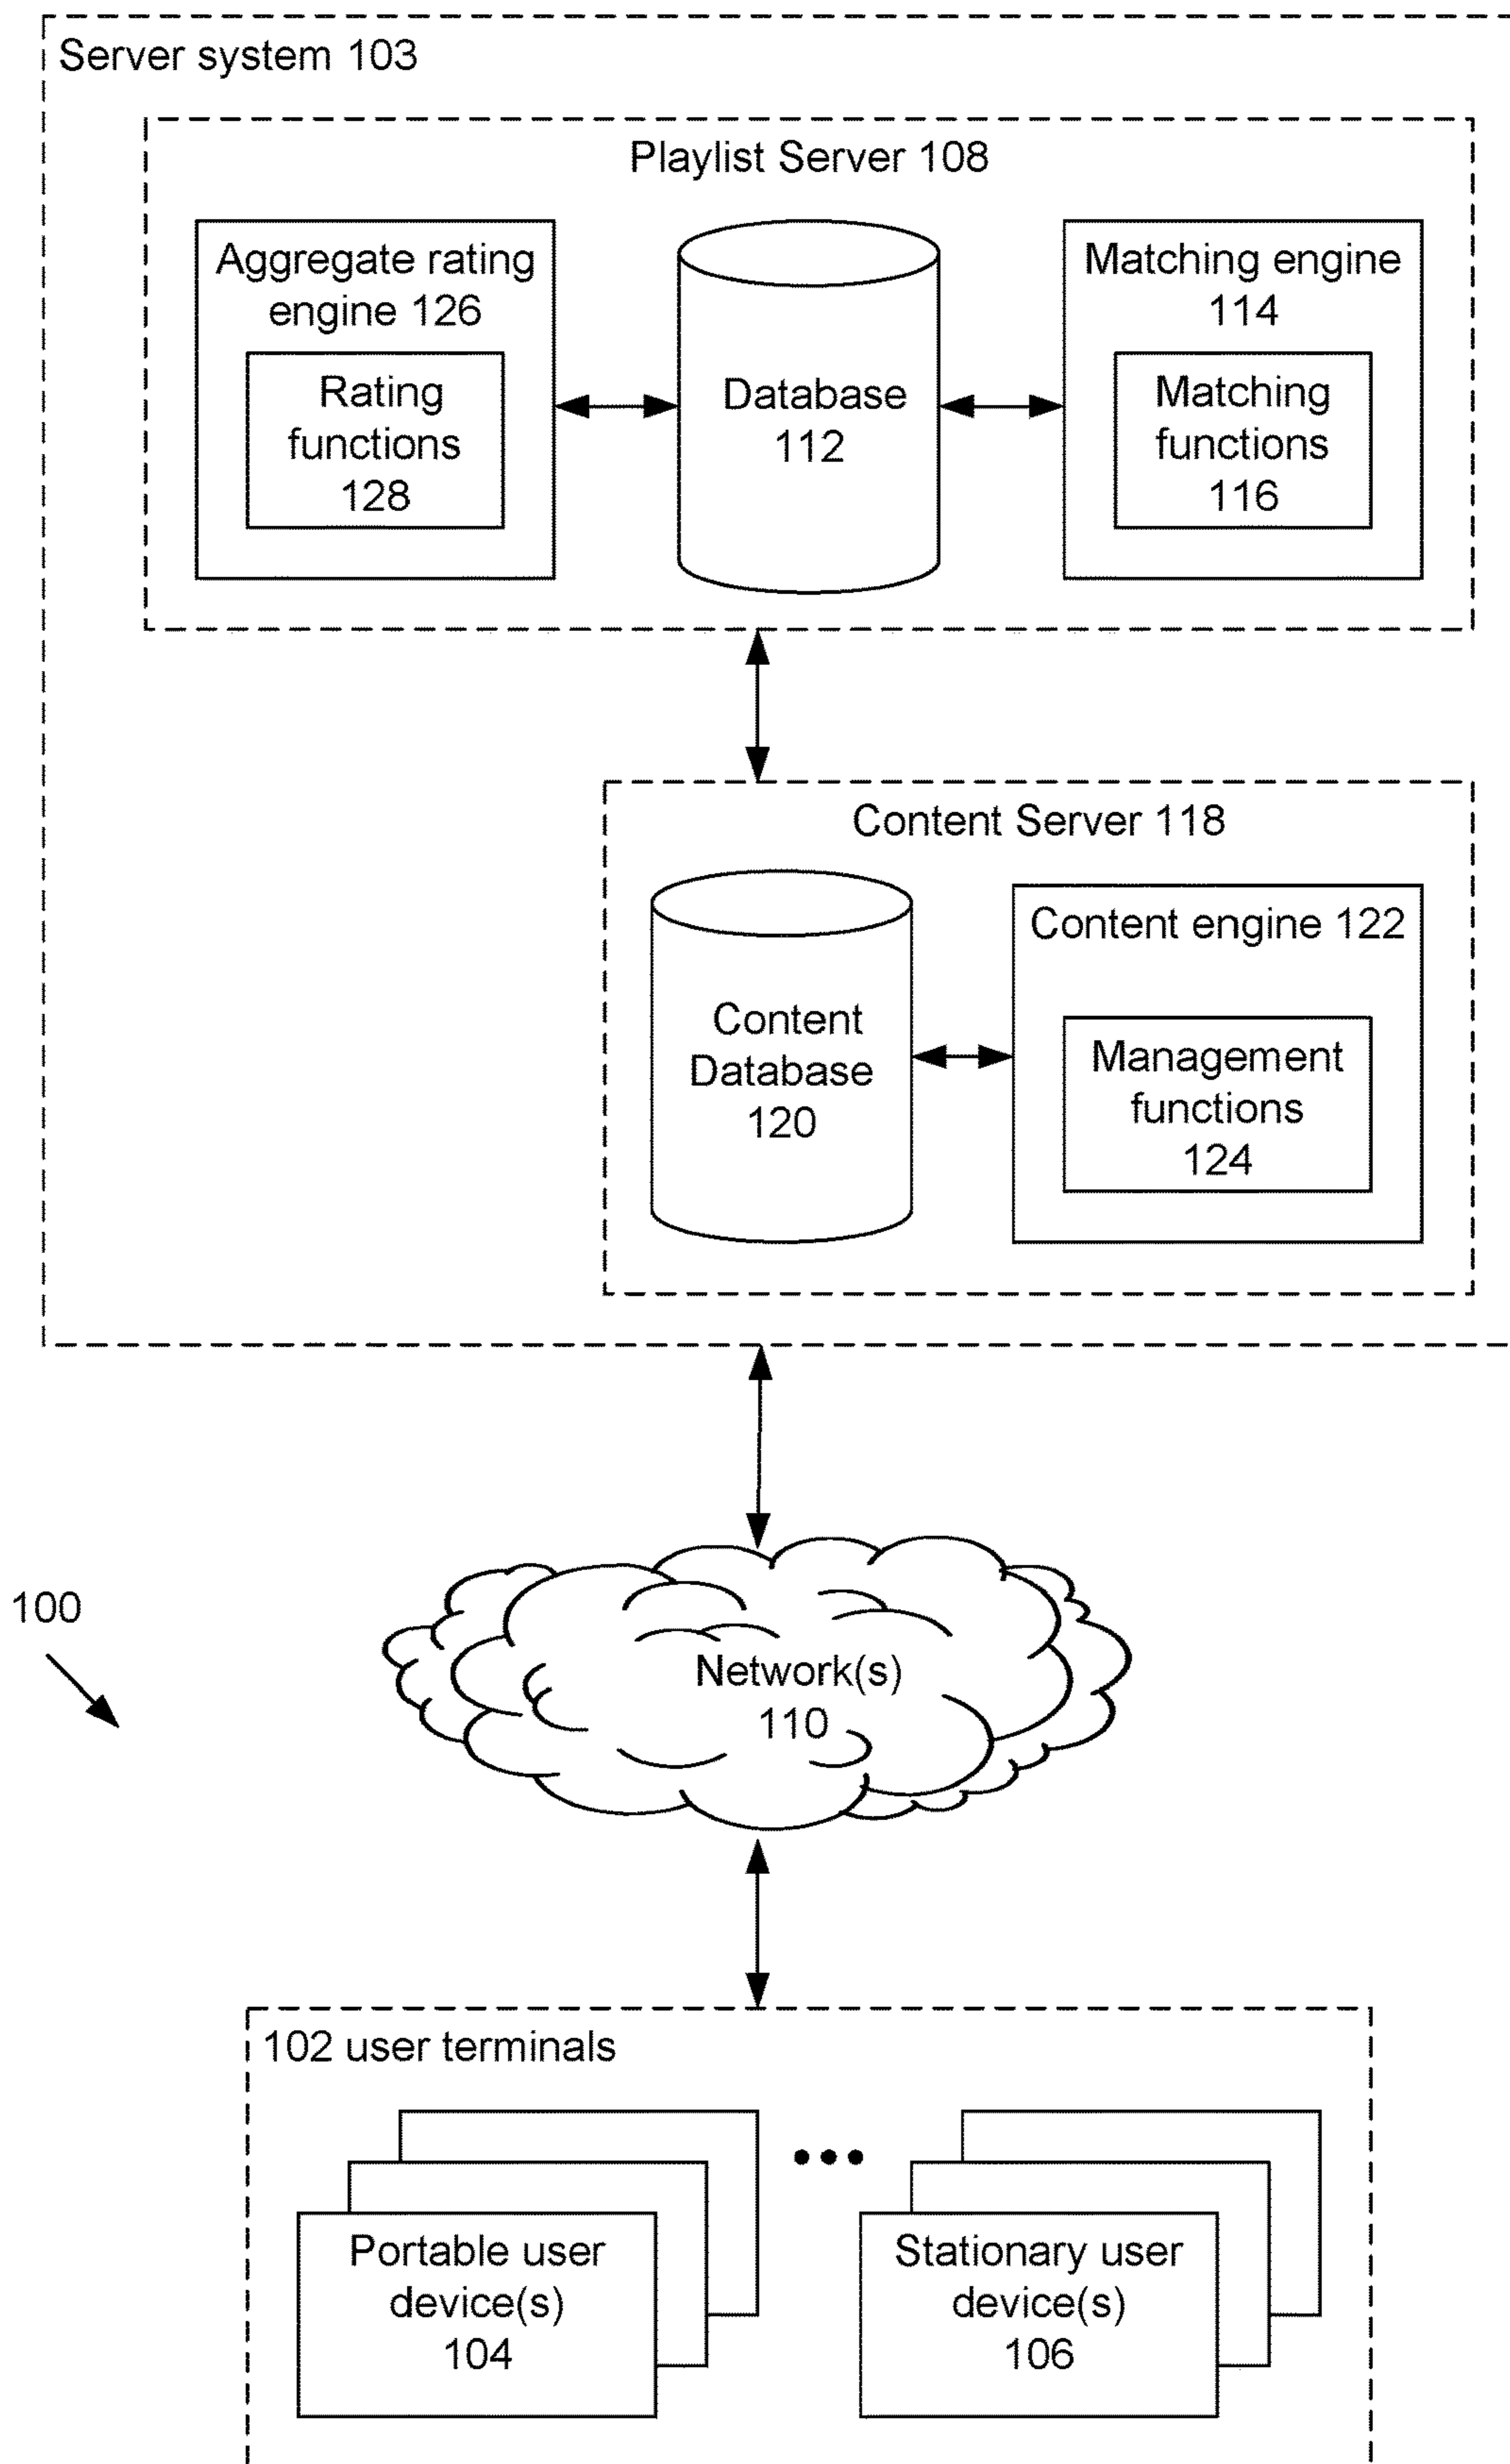 Server system 103
Playlist Server 108
Aggregate rating
engine 126
Rating
functions
128
Database
112
Matching engine
114
Matching
functions
116
Content Server 118
Content
Database
120
Content engine 122
Management
functions
124
100
Network(s)
110
102 user terminals
Portable user
device(s)
104
Stationary user
device(s)
106